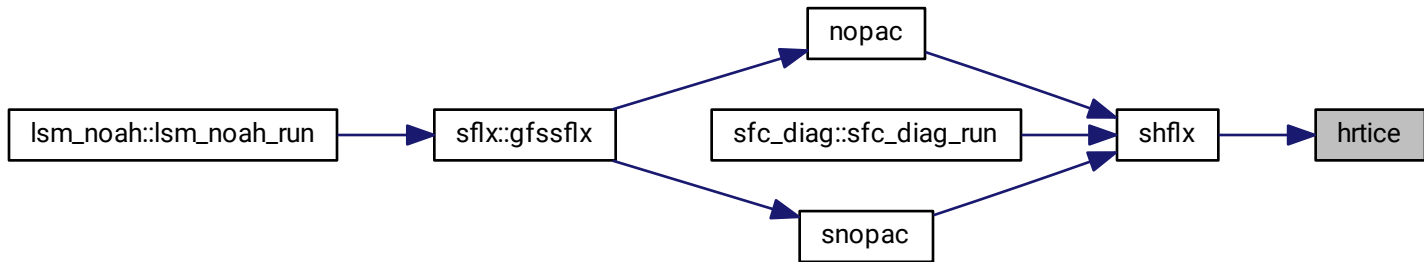 nopac
lsm_noah::lsm_noah_run
sflx::gfssflx
sfc_diag::sfc_diag_run
shflx
hrtice
snopac